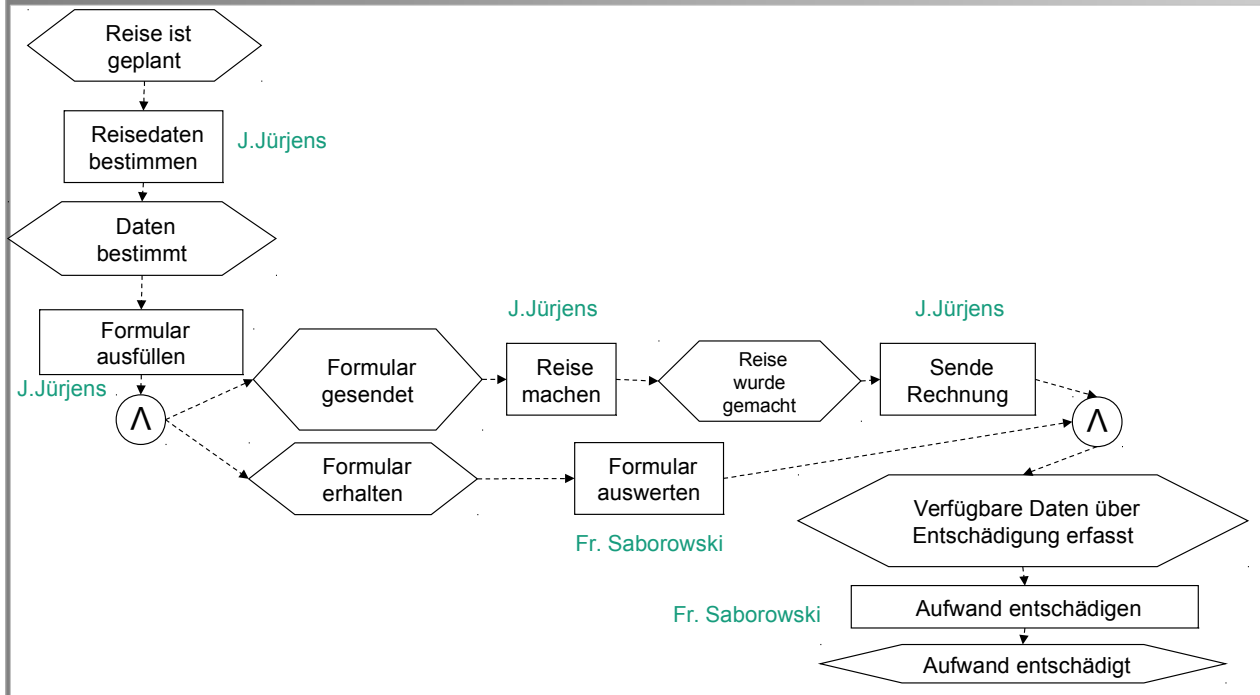 Reise ist
geplant
Reisedaten
bestimmen
J.Jürjens
Daten
bestimmt
Formular
ausfüllen
J.Jürjens
Λ
Formular
gesendet
J.Jürjens
Reise
machen
Reise
wurde
gemacht
J.Jürjens
Sende
Rechnung
Λ
Formular
erhalten
Formular
auswerten
Fr. Saborowski
Verfügbare Daten über
Entschädigung erfasst
Fr. Saborowski
Aufwand entschädigen
Aufwand entschädigt